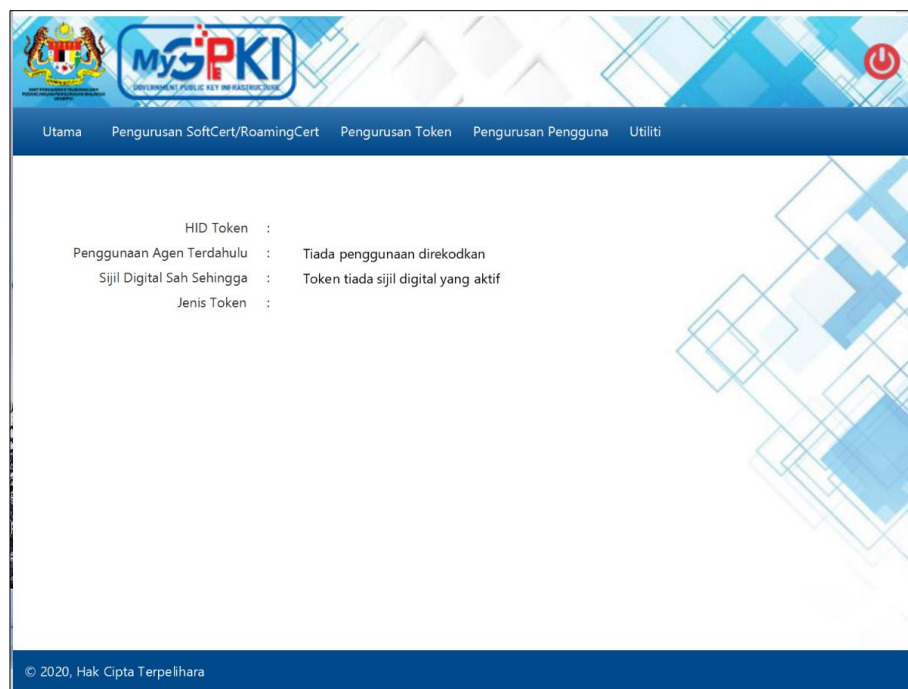 MyGPKI
GOVERNMENT PUBLIC KEY INFRASTRUCTURE
Utama Pengurusan SoftCert/RoamingCert Pengurusan Token Pengurusan Pengguna Utiliti
HID Token :
Penggunaan Agen Terdahulu : Tiada penggunaan direkodkan
Sijil Digital Sah Sehingga : Token tiada sijil digital yang aktif
Jenis Token :
© 2020, Hak Cipta Terpelihara